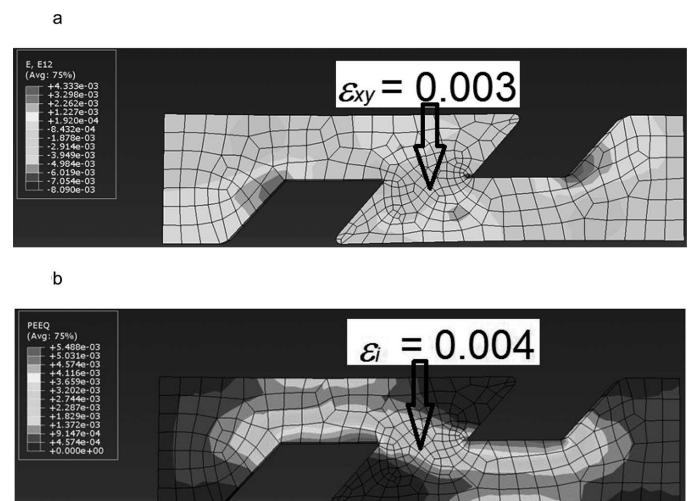 a
E, E12
(Avg: 75%)
+4.333e-03
+3.298e-03
+2.262e-03
+1.227e-03
+1.920e-04
-8.432e-04
-1.878e-03
-2.914e-03
-3.949e-03
-4.984e-03
-6.019e-03
-7.054e-03
-8.090e-03
εxy = 0.003
b
PEEQ
(Avg: 75%)
+5.488e-03
+5.031e-03
+4.574e-03
+4.116e-03
+3.659e-03
+3.202e-03
+2.744e-03
+2.287e-03
+1.829e-03
+1.372e-03
+9.147e-04
+4.574e-04
+0.000e+00
εi = 0.004